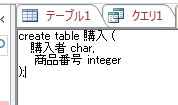 テーブル1
クエリ1
create table 購入 (
購入者 char,
商品番号 integer
);